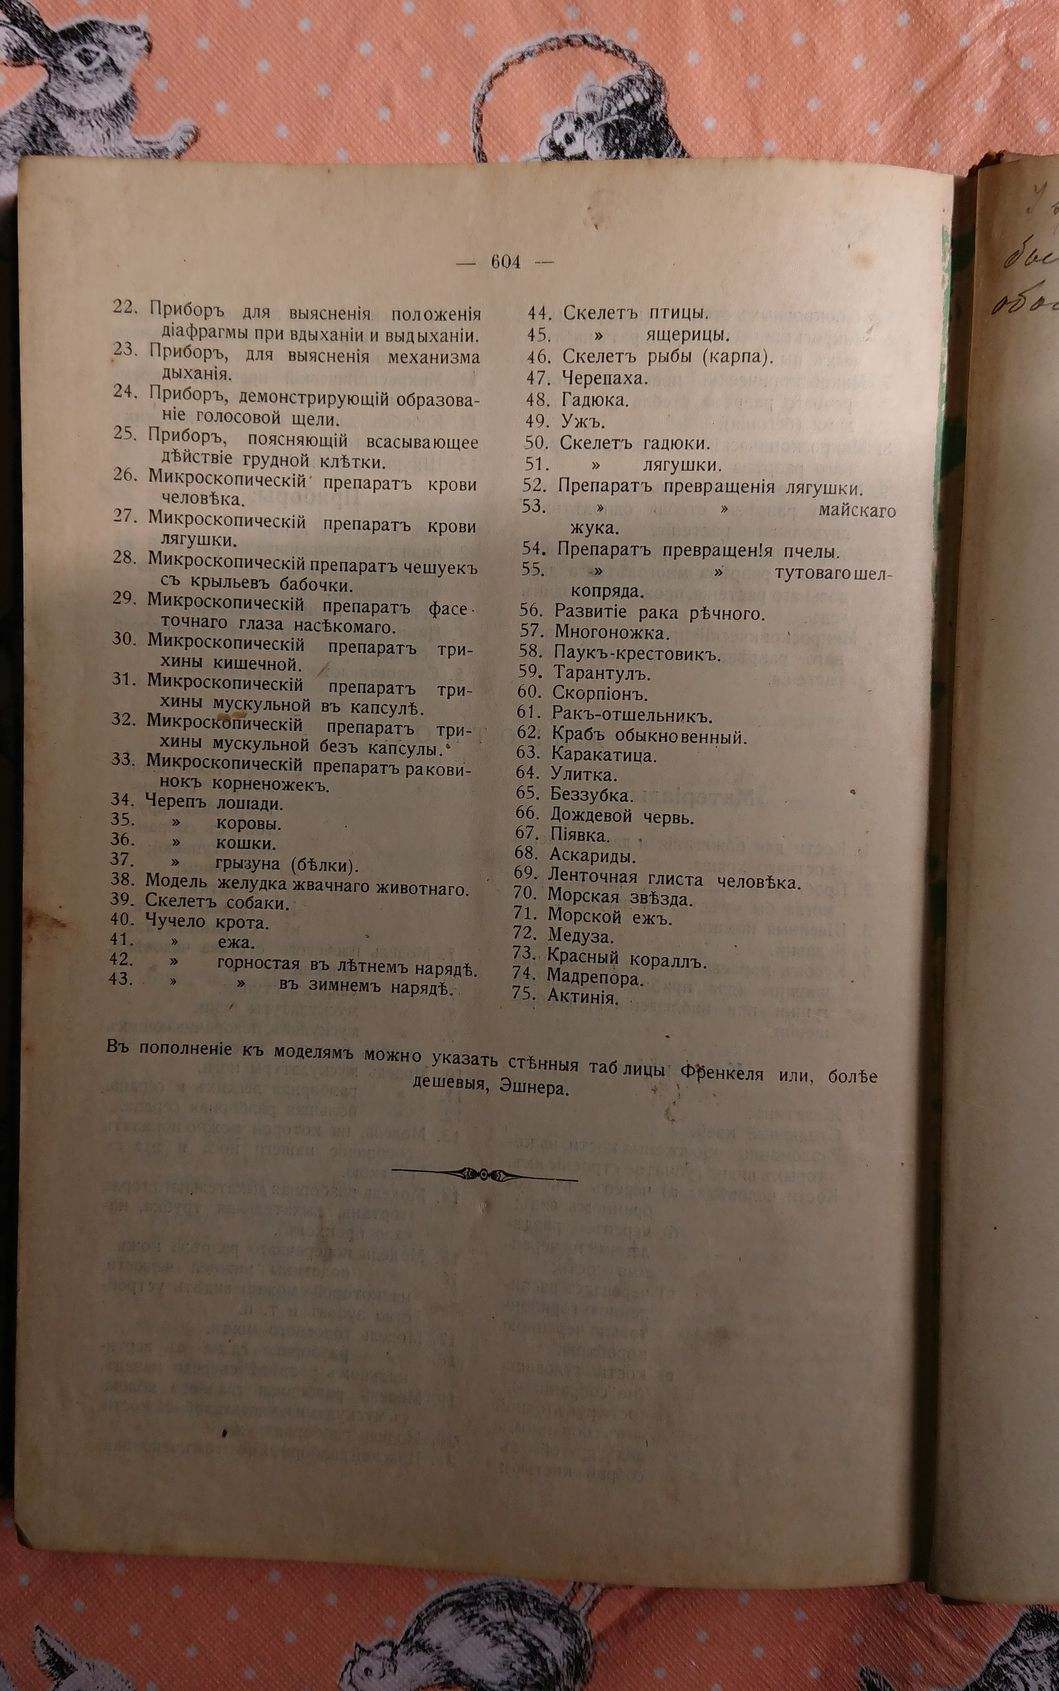 — 604 —
22. Приборъ для выясненія положенія
діафрагмы при вдыханіи и выдыханіи.
23. Приборъ, для выясненія механизма
дыханія.
24. Приборъ, демонстрирующій образова-
ніе голосовой щели.
25. Приборъ, поясняющій всасывающее
дѣйствіе грудной клѣтки.
26. Микроскопическій препаратъ крови
человѣка.
27. Микроскопическій препаратъ крови
лягушки.
28. Микроскопическій препаратъ чешуекъ
съ крыльевъ бабочки.
29. Микроскопическій препаратъ фасе-
точнаго глаза насѣкомаго.
30. Микроскопическій препаратъ три-
хины кишечной.
31. Микроскопическій препаратъ три-
хины мускульной въ капсулѣ.
32. Микроскопическій препаратъ три-
хины мускульной безъ капсулы.
33. Микроскопическій препаратъ ракови-
нокъ корненожекъ.
34. Черепъ лошади.
35. » коровы.
36. » кошки.
37. » грызуна (бѣлки).
38. Модель желудка жвачнаго животнаго.
39. Скелетъ собаки.
40. Чучело крота.
41. » ежа.
42. » горностая въ лѣтнемъ нарядѣ.
43. » » въ зимнемъ нарядѣ.
44. Скелетъ птицы.
45. » ящерицы.
46. Скелетъ рыбы (карпа).
47. Черепаха.
48. Гадюка.
49. Ужъ.
50. Скелетъ гадюки.
51. » лягушки.
52. Препаратъ превращенія лягушки.
53. » » майскаго
жука.
54. Препаратъ превращен!я пчелы.
55. » » тутоваго шел-
копряда.
56. Развитіе рака рѣчного.
57. Многоножка.
58. Паукъ-крестовикъ.
59. Тарантулъ.
60. Скорпіонъ.
61. Ракъ-отшельникъ.
62. Крабъ обыкновенный.
63. Каракатица.
64. Улитка.
65. Беззубка.
66. Дождевой червь.
67. Піявка.
68. Аскариды.
69. Ленточная глиста человѣка.
70. Морская звѣзда.
71. Морской ежъ.
72. Медуза.
73. Красный кораллъ.
74. Мадрепора.
75. Актинія.
Въ пополненіе къ моделямъ можно указать стѣнныя таблицы Френкеля или, болѣе
дешевыя, Эшнера.